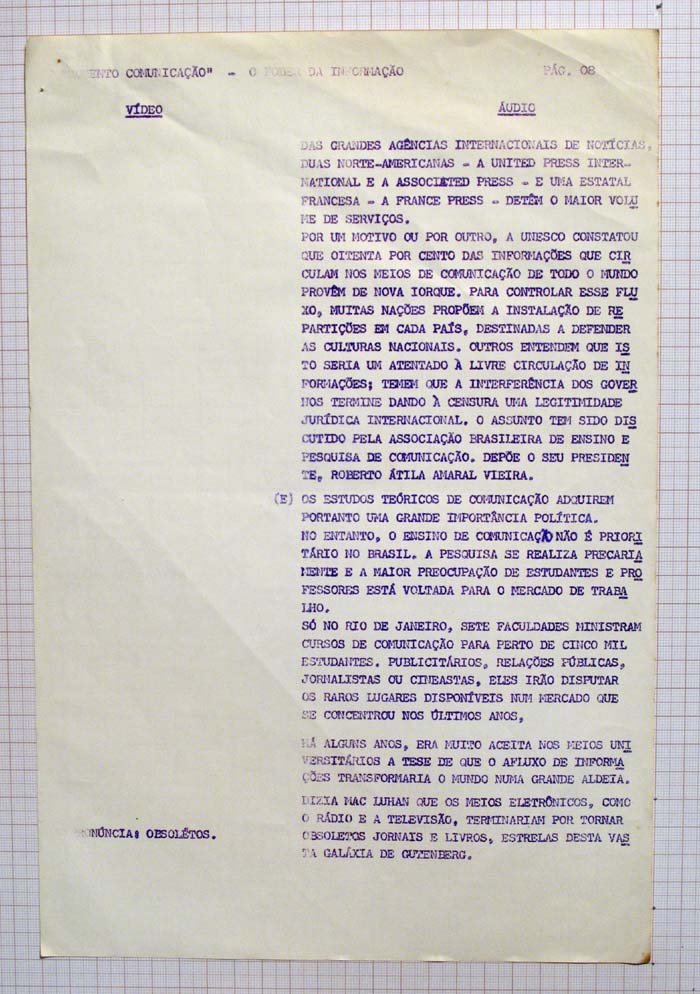 ENTO COMUNICAÇÃO" - O PODER DA INFORMAÇÃO PÁG. 08
VÍDEO ÁUDIO
DAS GRANDES AGÊNCIAS INTERNACIONAIS DE NOTÍCIAS,
DUAS NORTE-AMERICANAS - A UNITED PRESS INTER-
NATIONAL E A ASSOCIETED PRESS - E UMA ESTATAL
FRANCESA - A FRANCE PRESS - DETÊM O MAIOR VOLU
ME DE SERVIÇOS.
POR UM MOTIVO OU POR OUTRO, A UNESCO CONSTATOU
QUE OITENTA POR CENTO DAS INFORMAÇÕES QUE CIR
CULAM NOS MEIOS DE COMUNICAÇÃO DE TODO O MUNDO
PROVÊM DE NOVA IORQUE. PARA CONTROLAR ESSE FLU
XO, MUITAS NAÇÕES PROPÕEM A INSTALAÇÃO DE RE
PARTIÇÕES EM CADA PAÍS, DESTINADAS A DEFENDER
AS CULTURAS NACIONAIS. OUTROS ENTENDEM QUE IS
TO SERIA UM ATENTADO À LIVRE CIRCULAÇÃO DE IN
FORMAÇÕES; TEMEM QUE A INTERFERÊNCIA DOS GOVER
NOS TERMINE DANDO À CENSURA UMA LEGITIMIDADE
JURÍDICA INTERNACIONAL. O ASSUNTO TEM SIDO DIS
CUTIDO PELA ASSOCIAÇÃO BRASILEIRA DE ENSINO E
PESQUISA DE COMUNICAÇÃO. DEPÕE O SEU PRESIDEN
TE, ROBERTO ÁTILA AMARAL VIEIRA.
(E) OS ESTUDOS TEÓRICOS DE COMUNICAÇÃO ADQUIREM
PORTANTO UMA GRANDE IMPORTÂNCIA POLÍTICA.
NO ENTANTO, O ENSINO DE COMUNICAÇÃO NÃO É PRIORI
TÁRIO NO BRASIL. A PESQUISA SE REALIZA PRECARIA
MENTE E A MAIOR PREOCUPAÇÃO DE ESTUDANTES E PRO
FESSORES ESTÁ VOLTADA PARA O MERCADO DE TRABA
LHO.
SÓ NO RIO DE JANEIRO, SETE FACULDADES MINISTRAM
CURSOS DE COMUNICAÇÃO PARA PERTO DE CINCO MIL
ESTUDANTES. PUBLICITÁRIOS, RELAÇÕES PÚBLICAS,
JORNALISTAS OU CINEASTAS, ELES IRÃO DISPUTAR
OS RAROS LUGARES DISPONÍVEIS NUM MERCADO QUE
SE CONCENTROU NOS ÚLTIMOS ANOS,
HÁ ALGUNS ANOS, ERA MUITO ACEITA NOS MEIOS UNI
VERSITÁRIOS A TESE DE QUE O AFLUXO DE INFORMA
ÇÕES TRANSFORMARIA O MUNDO NUMA GRANDE ALDEIA.
DIZIA MAC LUHAN QUE OS MEIOS ELETRÔNICOS, COMO
O RÁDIO E A TELEVISÃO, TERMINARIAM POR TORNAR
RONÚNCIA: OBSOLÊTOS. OBSOLETOS JORNAIS E LIVROS, ESTRELAS DESTA VAS
TA GALÁXIA DE GUTENBERG.